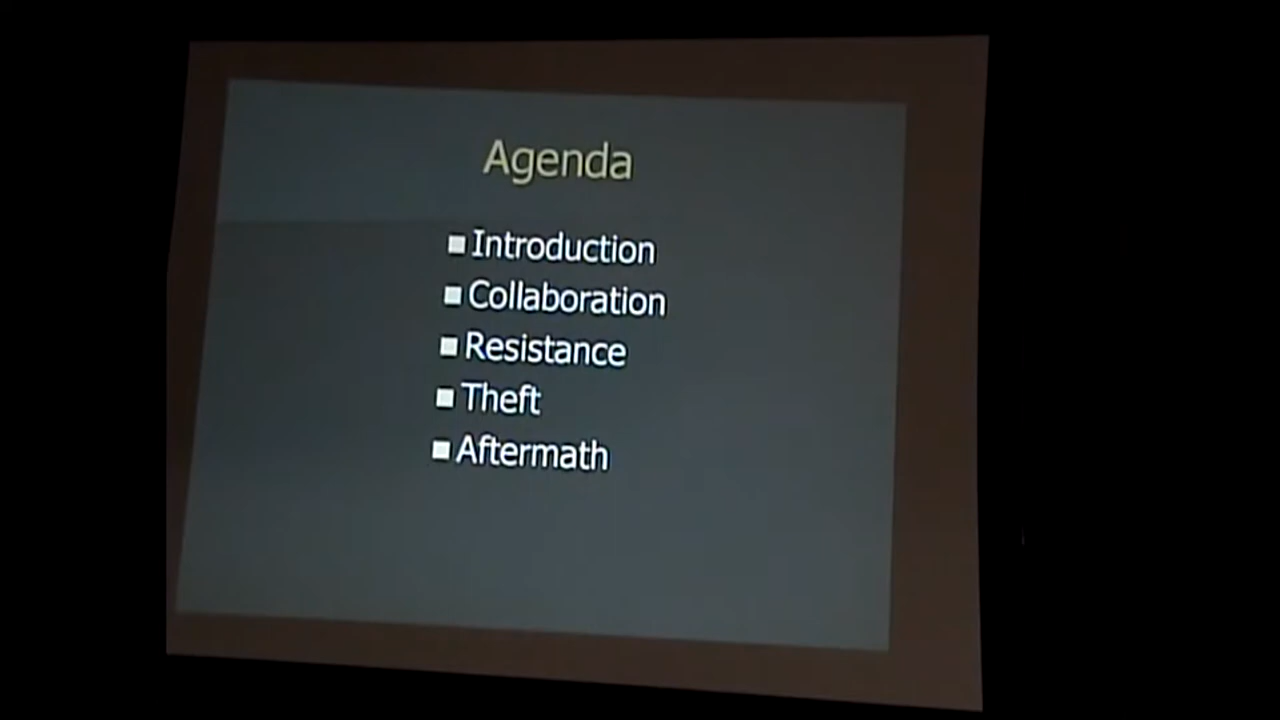 Agenda
Introduction
Collaboration
Resistance
Theft
Aftermath